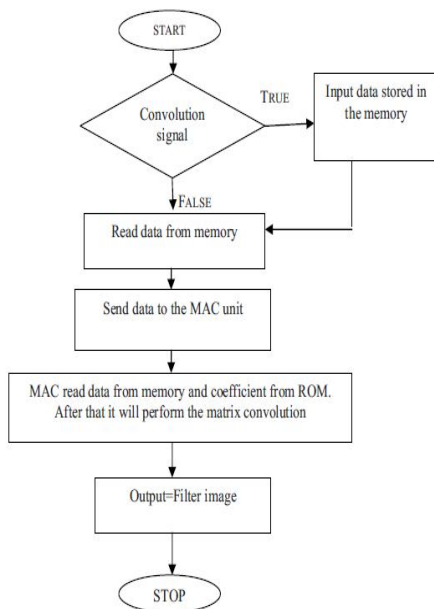 START
TRUE
Input data stored in
the memory
Convolution
signal
FALSE
Read data from memory
Send data to the MAC unit
MAC read data from memory and coefficient from ROM.
After that it will perform the matrix convolution
Output=Filter image
STOP